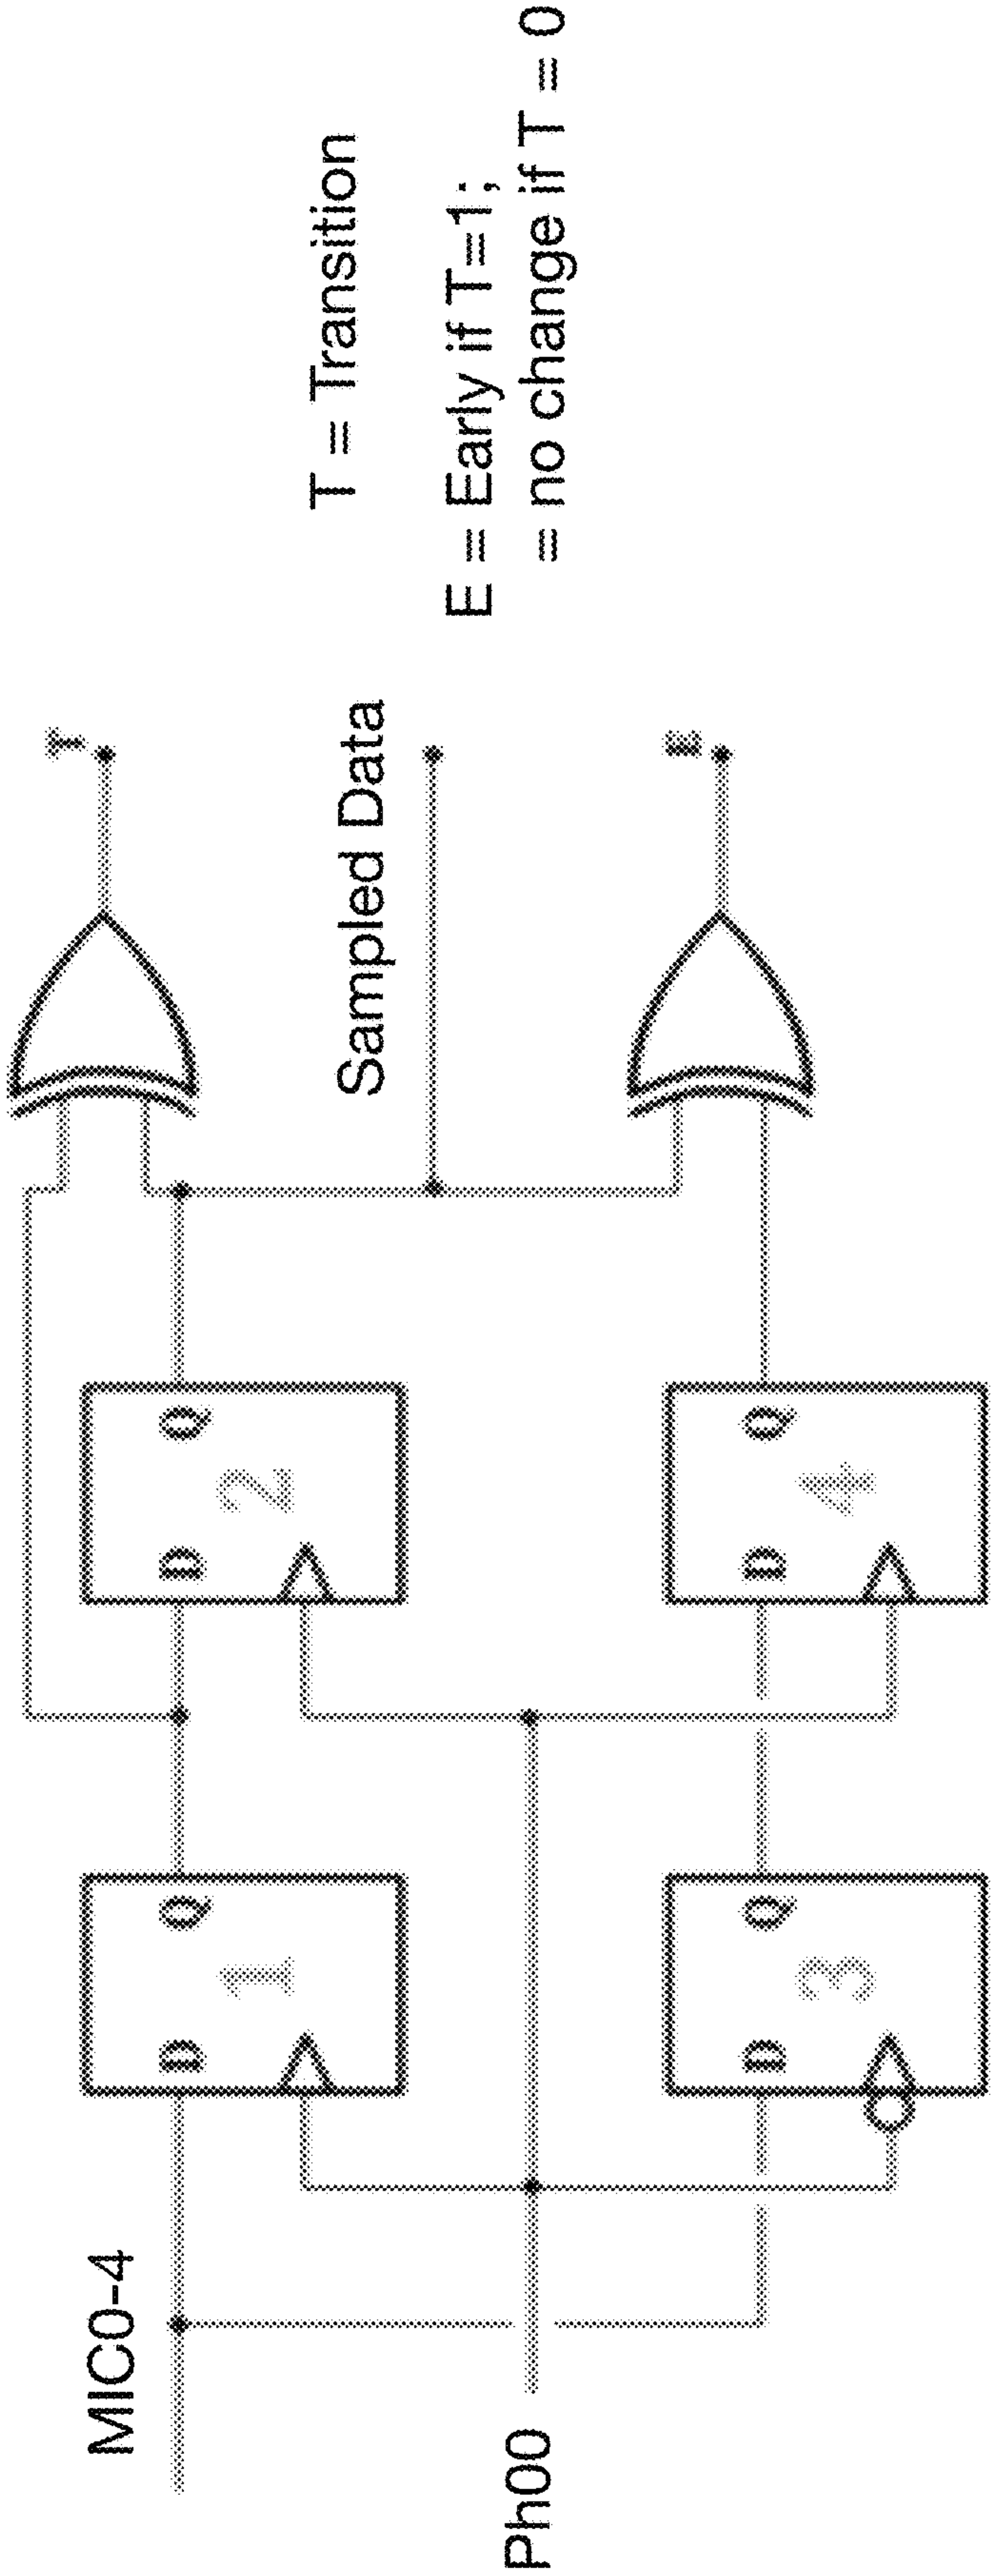 MIC0-4
Ph00
D Q
1
D Q
2
D Q
3
D Q
4
T
Sampled Data
E
T = Transition
E = Early if T=1;
= no change if T = 0